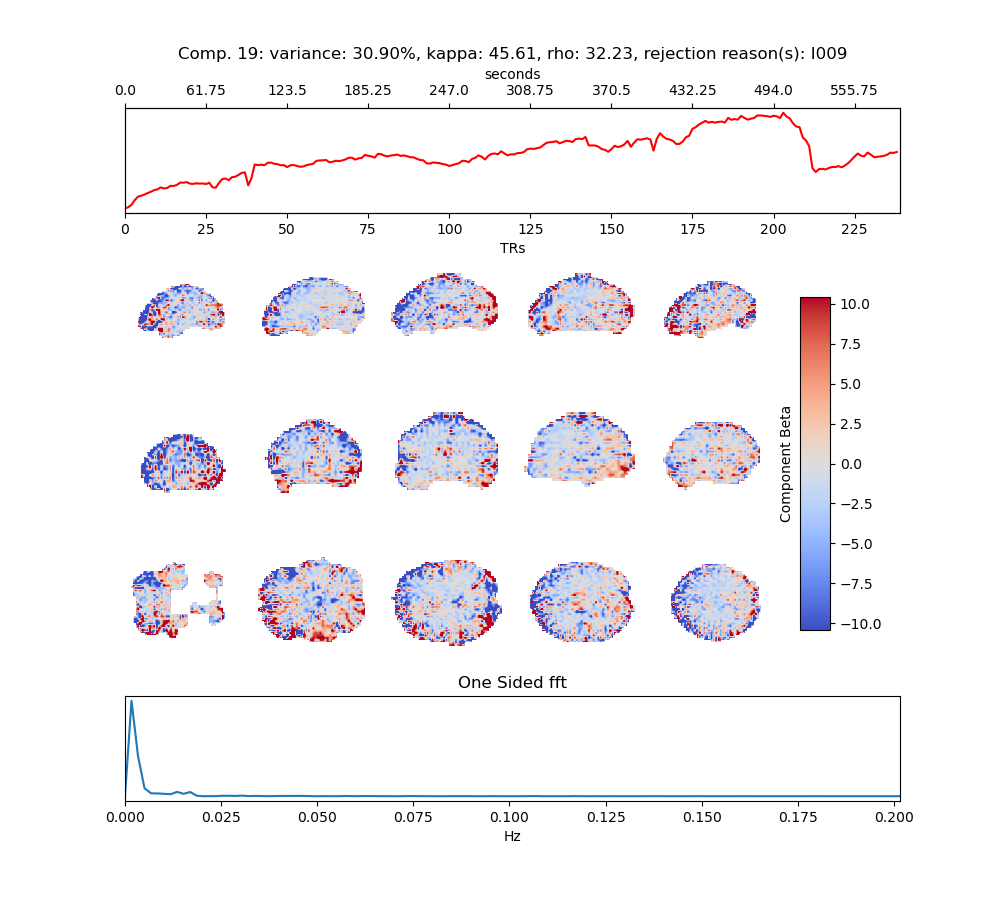 Comp. 19: variance: 30.90%, kappa: 45.61, rho: 32.23, rejection reason(s): I009
seconds
0.0 61.75 123.5 185.25 247.0 308.75 370.5 432.25 494.0 555.75
0 25 50 75 100 125 150 175 200 225
TRs
10.0
7.5
5.0
2.5
0.0
−2.5
−5.0
−7.5
−10.0
Component Beta
One Sided fft
0.000 0.025 0.050 0.075 0.100 0.125 0.150 0.175 0.200
Hz